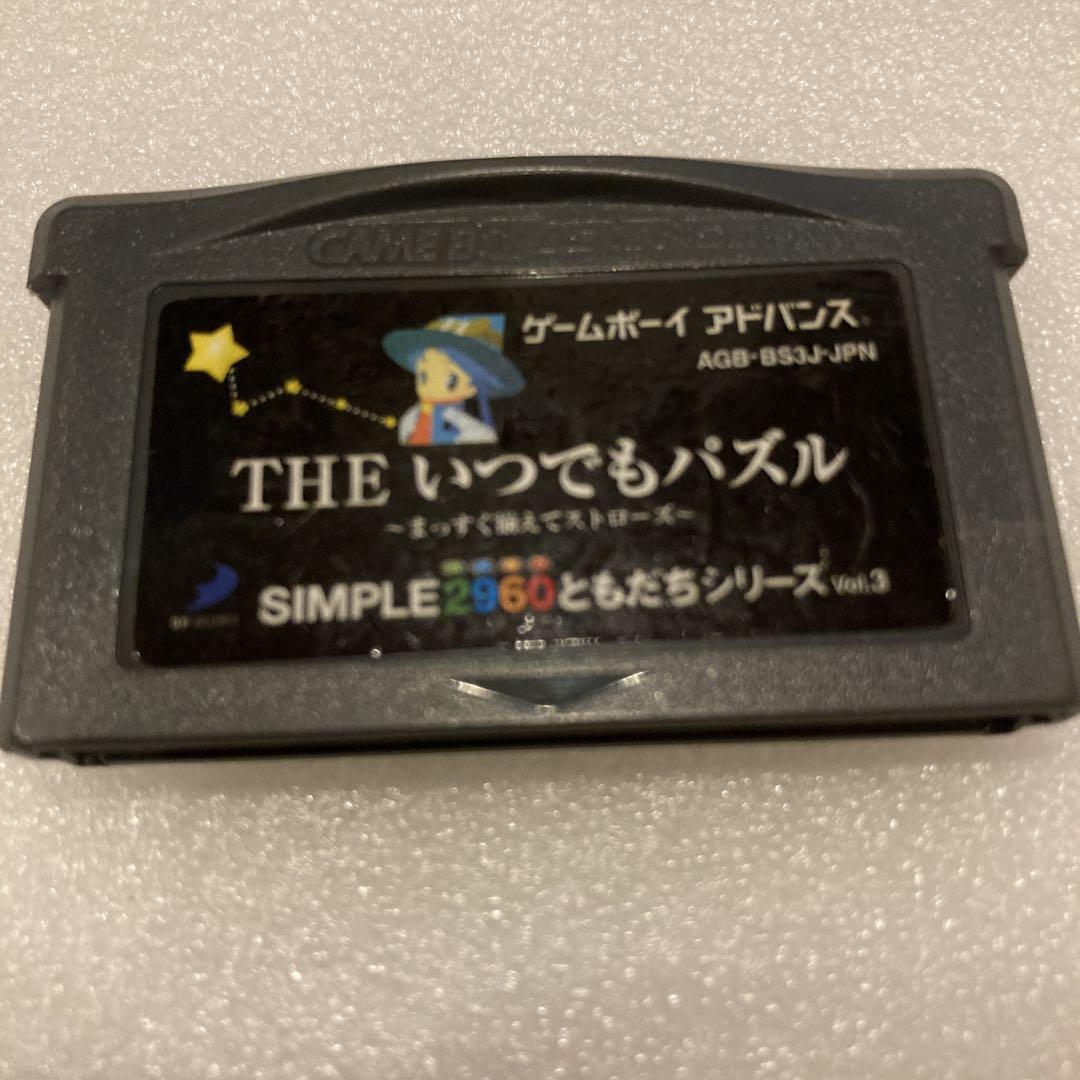 GAME BOY ADVANCE
ゲームボーイ アドバンス
AGB-BS3J-JPN
THE いつでもパズル
〜まっすぐ揃えてストローズ〜
SIMPLE2960ともだちシリーズ Vol.3